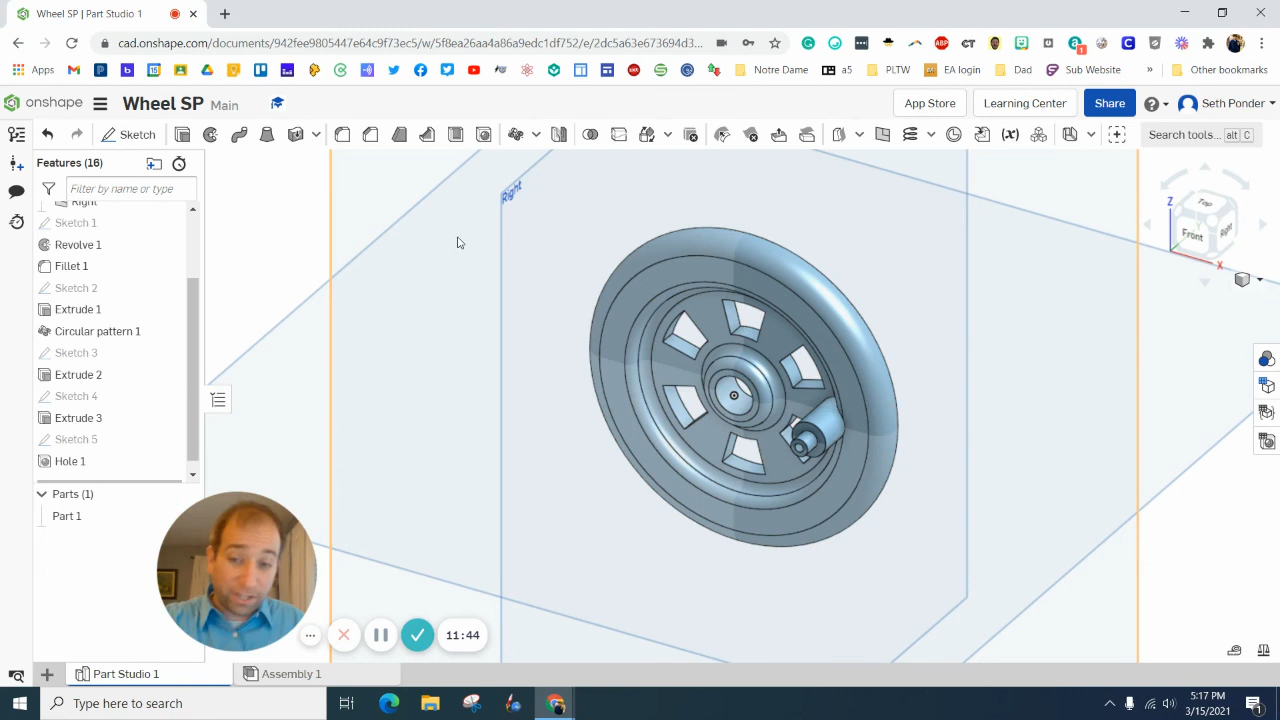 Wheel SP | Part Studio 1
cad.onshape.com/documents/942fee9805447e64c9f73ec5/w/5f8ea26aa4a86a9edc1df752/e2dc5a63e673694d3...
Apps
Notre Dame
a5
PLTW
EA login
Dad
Sub Website
»
Other bookmarks
onshape
Wheel SP
Main
App Store
Learning Center
Share
Seth Ponder
Sketch
(x)
Search tools...
alt C
Features (16)
Filter by name or type
Right
Sketch 1
Revolve 1
Fillet 1
Sketch 2
Extrude 1
Circular pattern 1
Sketch 3
Extrude 2
Sketch 4
Extrude 3
Sketch 5
Hole 1
Parts (1)
Part 1
Right
Z
Top
Front
Right
X
11:44
Part Studio 1
Assembly 1
Type here to search
5:17 PM
3/15/2021